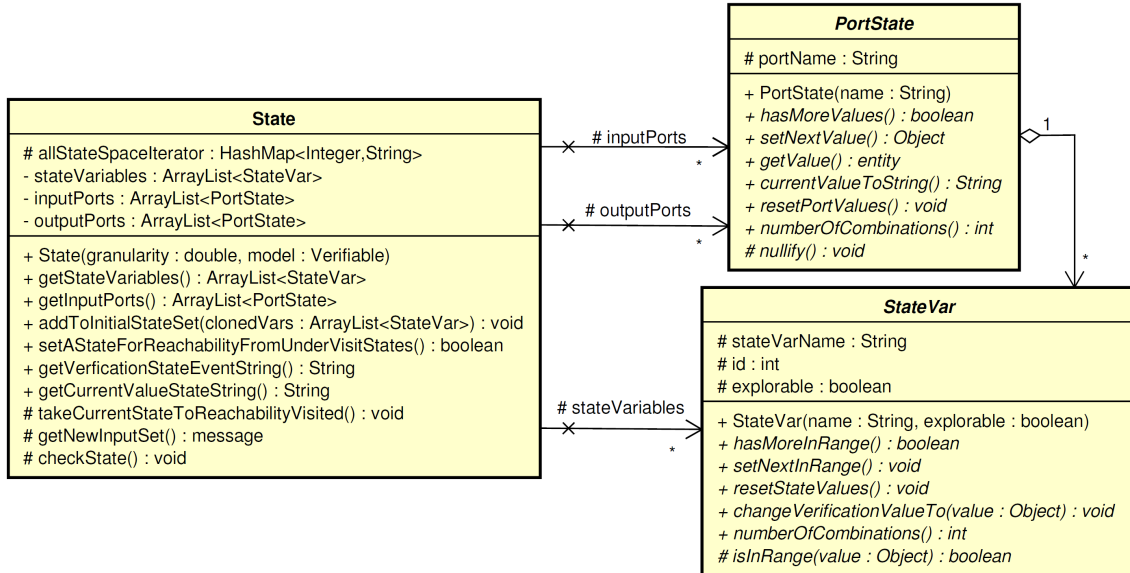 PortState
# portName : String
+ PortState(name : String)
+ hasMoreValues() : boolean
+ setNextValue() : Object
+ getValue() : entity
+ currentValueToString() : String
+ resetPortValues() : void
+ numberOfCombinations() : int
# nullify() : void
State
# allStateSpaceIterator : HashMap<Integer,String>
- stateVariables : ArrayList<StateVar>
- inputPorts : ArrayList<PortState>
- outputPorts : ArrayList<PortState>
+ State(granularity : double, model : Verifiable)
+ getStateVariables() : ArrayList<StateVar>
+ getInputPorts() : ArrayList<PortState>
+ addToInitialStateSet(clonedVars : ArrayList<StateVar>) : void
+ setAStateForReachabilityFromUnderVisitStates() : boolean
+ getVerficationStateEventString() : String
+ getCurrentValueStateString() : String
# takeCurrentStateToReachabilityVisited() : void
# getNewInputSet() : message
# checkState() : void
# inputPorts
*
# outputPorts
*
# stateVariables
*
1
*
StateVar
# stateVarName : String
# id : int
# explorable : boolean
+ StateVar(name : String, explorable : boolean)
+ hasMoreInRange() : boolean
+ setNextInRange() : void
+ resetStateValues() : void
+ changeVerificationValueTo(value : Object) : void
+ numberOfCombinations() : int
# isInRange(value : Object) : boolean